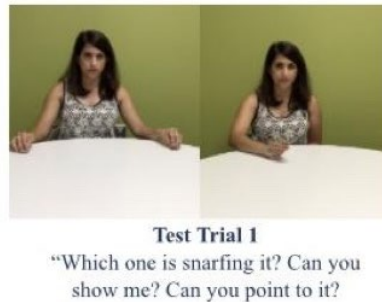 Test Trial 1
“Which one is snarfing it? Can you
show me? Can you point to it?